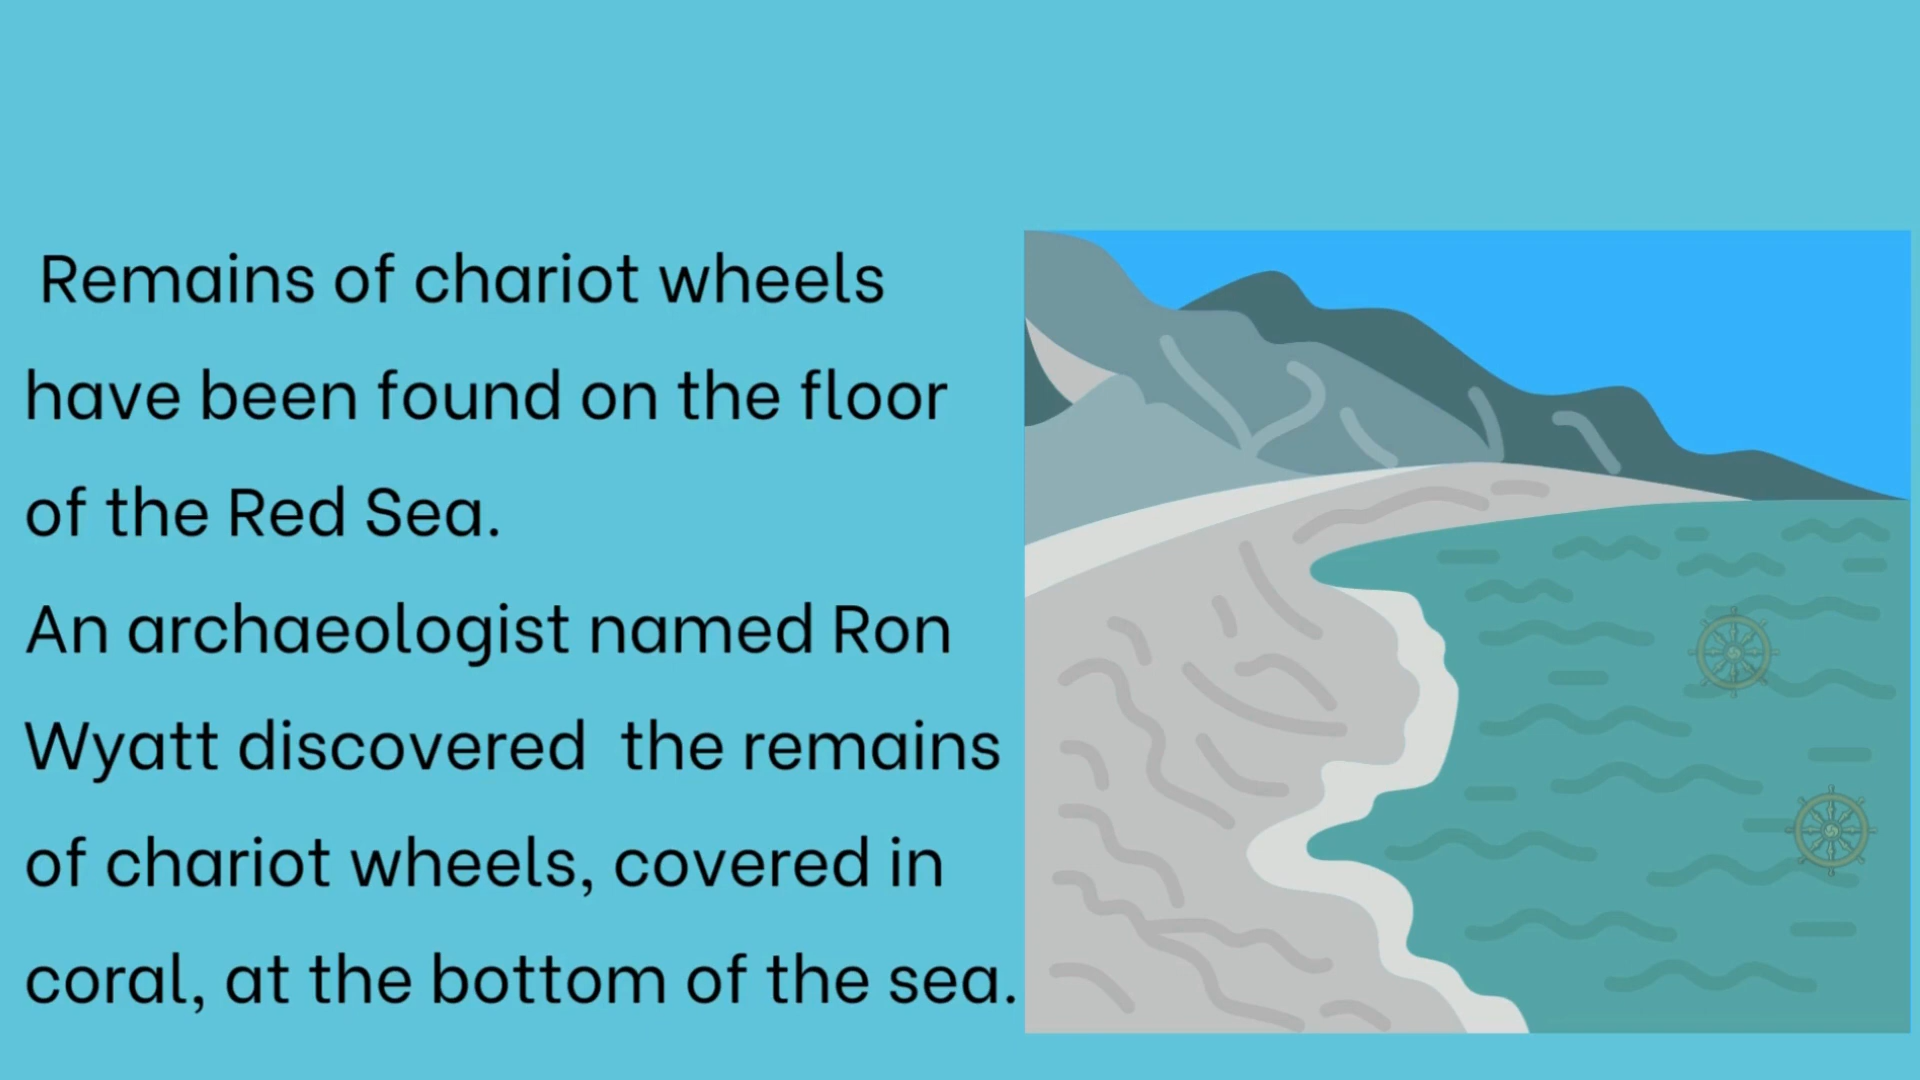 Remains of chariot wheels
have been found on the floor
of the Red Sea.
An archaeologist named Ron
Wyatt discovered  the remains
of chariot wheels, covered in
coral, at the bottom of the sea.